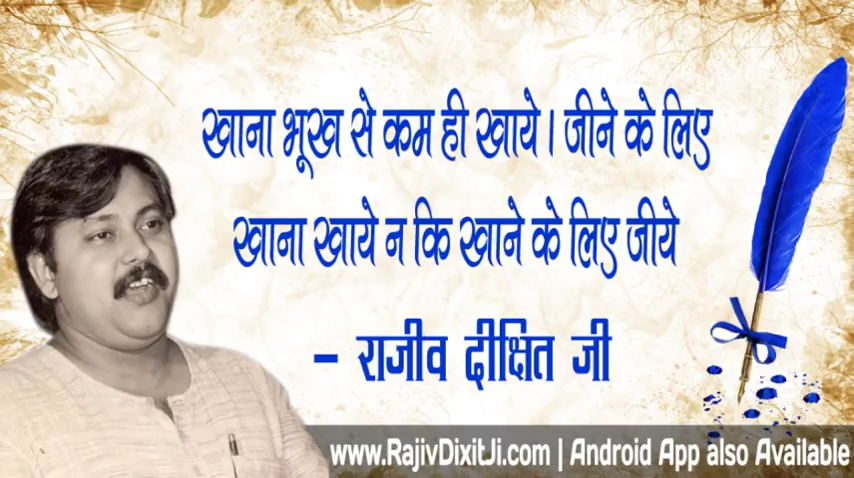 खाना भूख से कम ही खाये। जीने के लिए
खाना खाये न कि खाने के लिए जीये
– राजीव दीक्षित जी
www.RajivDixitJi.com | Android App also Available